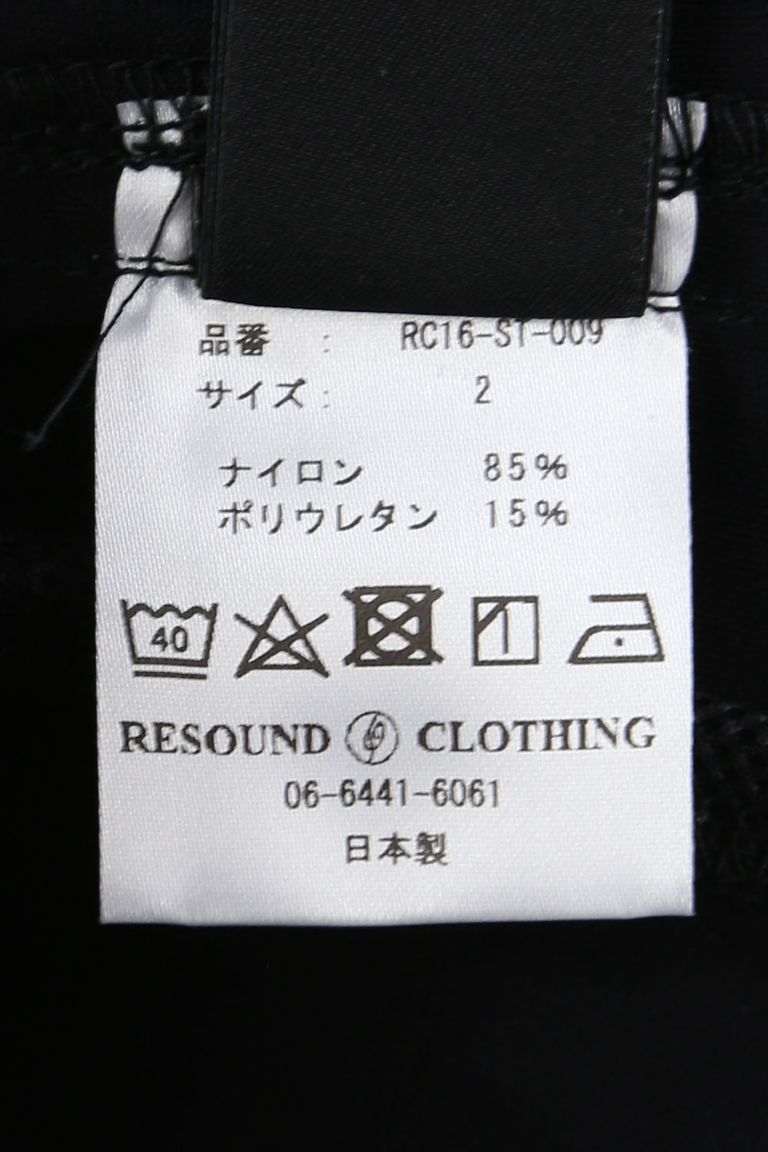 品番 : RC16-ST-009
サイズ : 2
ナイロン 85%
ポリウレタン 15%
40
RESOUND CLOTHING
06-6441-6061
日本製